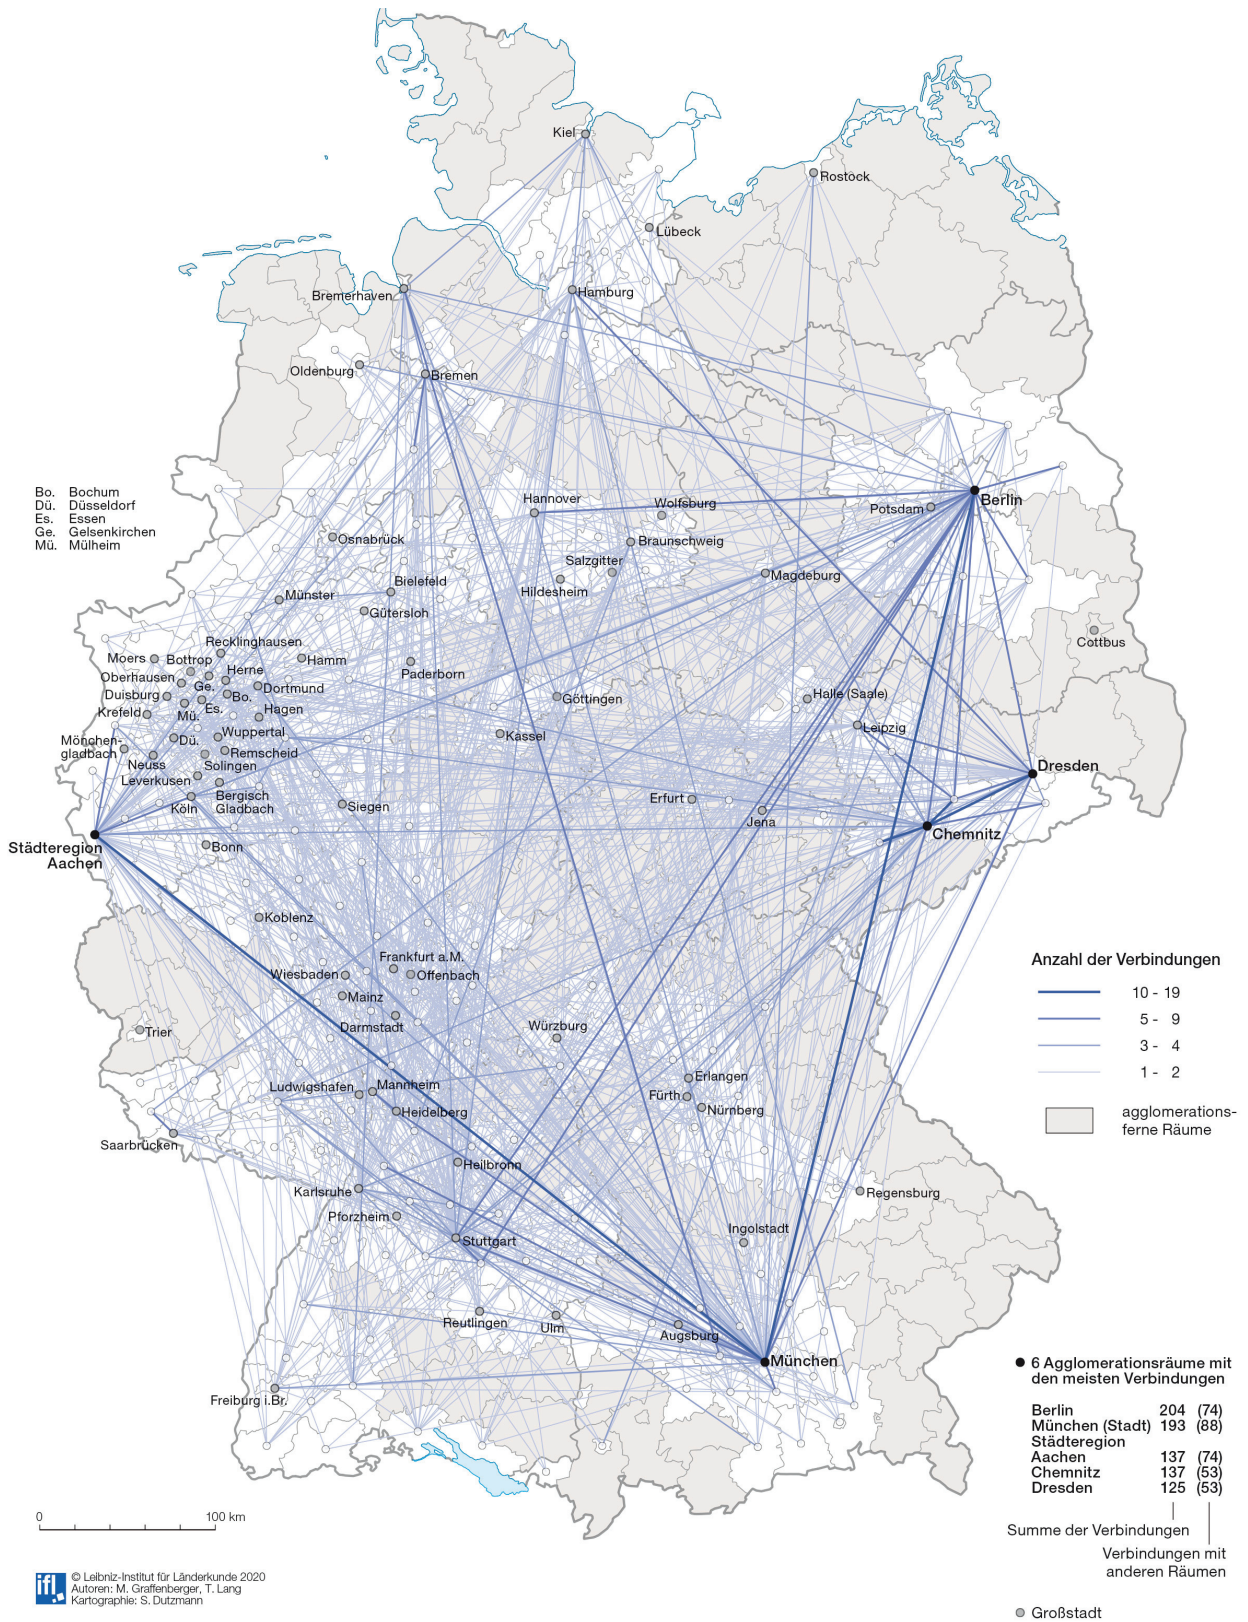 Kiel
Rostock
Lübeck
Bremerhaven
Hamburg
Oldenburg
Bremen
Bo. Bochum
Dü. Düsseldorf
Es. Essen
Ge. Gelsenkirchen
Mü. Mülheim
Hannover
Wolfsburg
Potsdam
Berlin
Osnabrück
Braunschweig
Salzgitter
Magdeburg
Bielefeld
Hildesheim
Münster
Gütersloh
Cottbus
Recklinghausen
Moers
Bottrop
Herne
Hamm
Paderborn
Oberhausen
Ge.
Dortmund
Duisburg
Bo.
Göttingen
Halle (Saale)
Es.
Krefeld
Mü.
Hagen
Leipzig
Mönchen-
gladbach
Dü.
Wuppertal
Kassel
Neuss
Remscheid
Solingen
Dresden
Leverkusen
Köln
Bergisch
Gladbach
Siegen
Erfurt
Jena
Chemnitz
Städteregion
Aachen
Bonn
Koblenz
Frankfurt a.M.
Wiesbaden
Offenbach
Mainz
Darmstadt
Würzburg
Trier
Anzahl der Verbindungen
10 - 19
5 - 9
3 - 4
1 - 2
agglomerations-
ferne Räume
Ludwigshafen
Mannheim
Erlangen
Fürth
Nürnberg
Heidelberg
Saarbrücken
Heilbronn
Karlsruhe
Regensburg
Pforzheim
Stuttgart
Ingolstadt
Reutlingen
Ulm
Augsburg
München
Freiburg i.Br.
6 Agglomerationsräume mit
den meisten Verbindungen
Berlin 204 (74)
München (Stadt) 193 (88)
Städteregion
Aachen 137 (74)
Chemnitz 137 (53)
Dresden 125 (53)
Summe der Verbindungen
Verbindungen mit
anderen Räumen
Großstadt
0 100 km
ifl
© Leibniz-Institut für Länderkunde 2020
Autoren: M. Graffenberger, T. Lang
Kartographie: S. Dutzmann